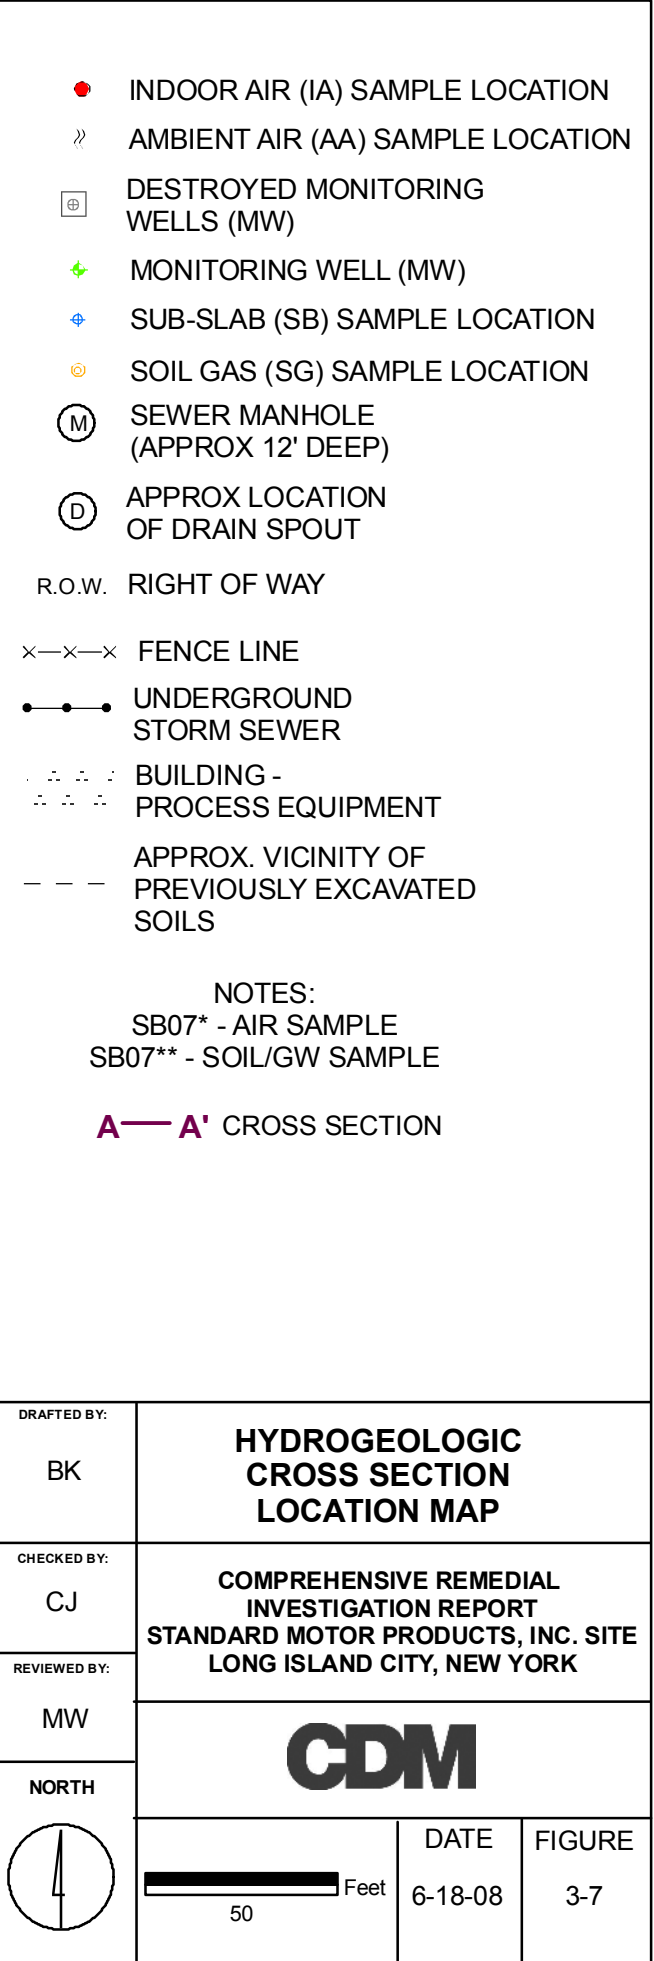 INDOOR AIR (IA) SAMPLE LOCATION
AMBIENT AIR (AA) SAMPLE LOCATION
DESTROYED MONITORING
WELLS (MW)
MONITORING WELL (MW)
SUB-SLAB (SB) SAMPLE LOCATION
SOIL GAS (SG) SAMPLE LOCATION
M SEWER MANHOLE
(APPROX 12' DEEP)
D APPROX LOCATION
OF DRAIN SPOUT
R.O.W. RIGHT OF WAY
FENCE LINE
UNDERGROUND
STORM SEWER
BUILDING -
PROCESS EQUIPMENT
APPROX. VICINITY OF
PREVIOUSLY EXCAVATED
SOILS
NOTES:
SB07* - AIR SAMPLE
SB07** - SOIL/GW SAMPLE
A A' CROSS SECTION
DRAFTED BY:
BK
HYDROGEOLOGIC
CROSS SECTION
LOCATION MAP
CHECKED BY:
CJ
COMPREHENSIVE REMEDIAL
INVESTIGATION REPORT
STANDARD MOTOR PRODUCTS, INC. SITE
LONG ISLAND CITY, NEW YORK
REVIEWED BY:
MW
CDM
NORTH
Feet
50
DATE
6-18-08
FIGURE
3-7